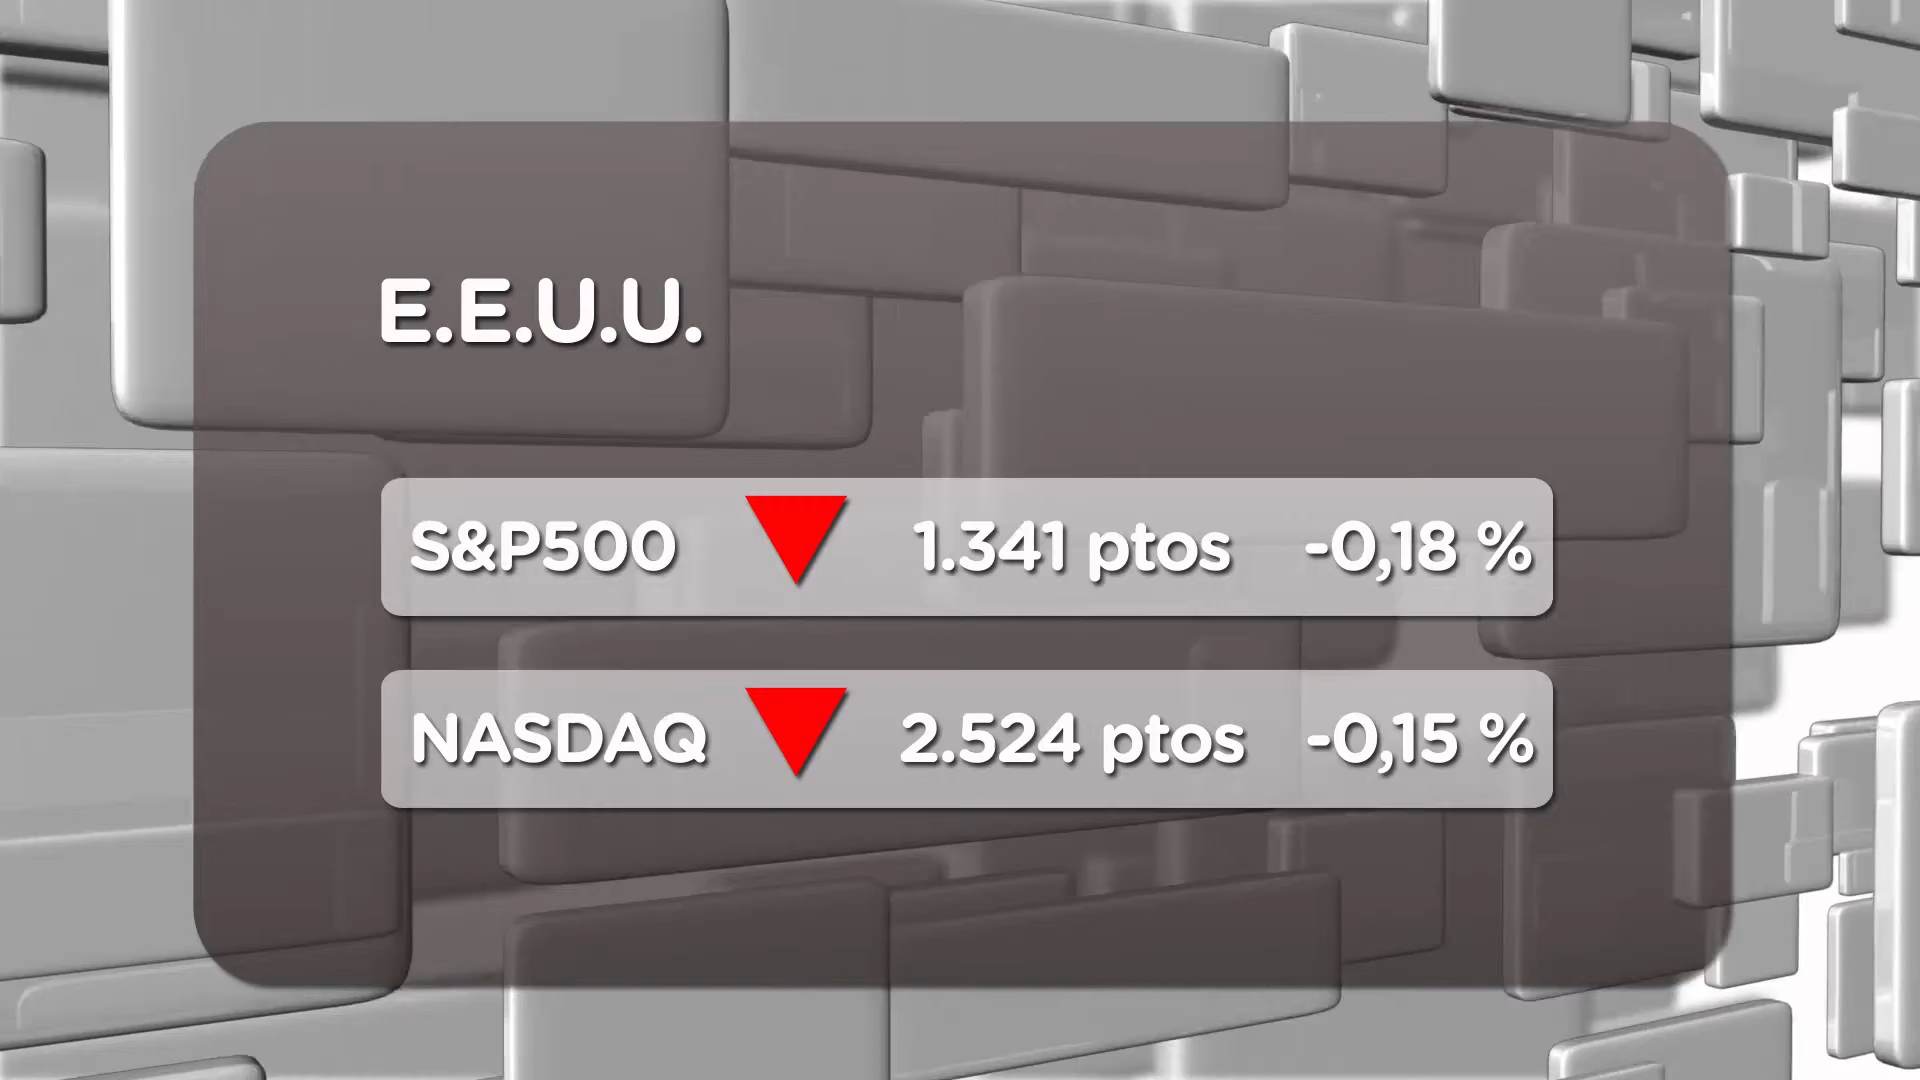 E.E.U.U.
S&P500 1.341 ptos -0,18 %
NASDAQ 2.524 ptos -0,15 %